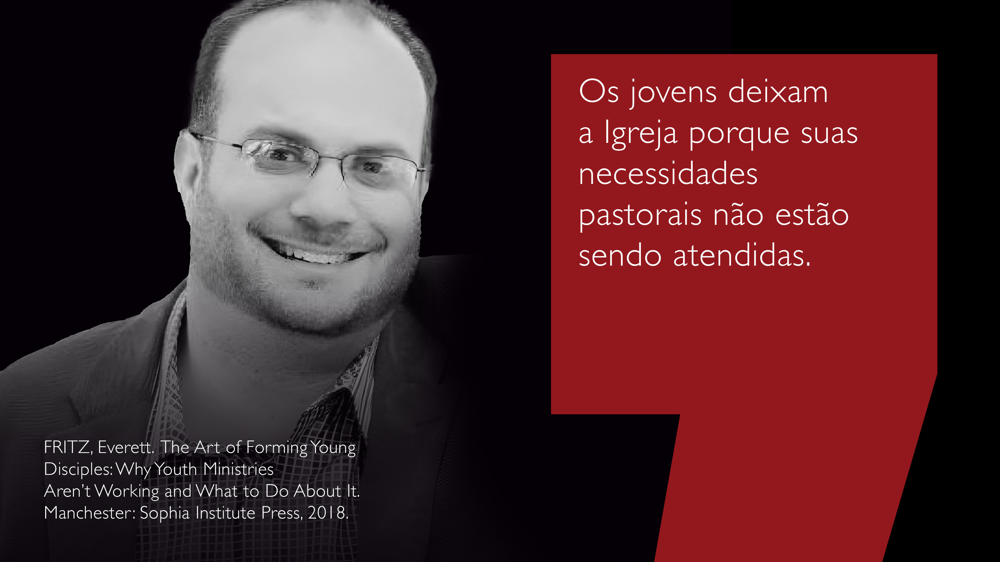 Os jovens deixam
a Igreja porque suas
necessidades
pastorais não estão
sendo atendidas.
FRITZ, Everett. The Art of Forming Young
Disciples: Why Youth Ministries
Aren’t Working and What to Do About It.
Manchester: Sophia Institute Press, 2018.